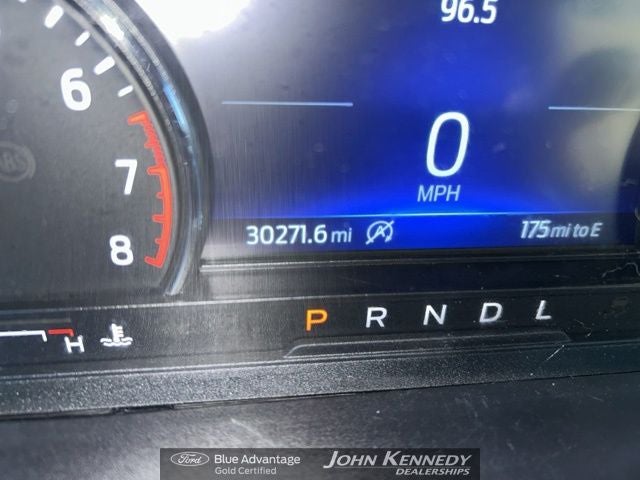 96.5
6
7
8
0
MPH
30271.6 mi
175 mi to E
P R N D L
H
Ford Blue Advantage
Gold Certified
JOHN KENNEDY
DEALERSHIPS